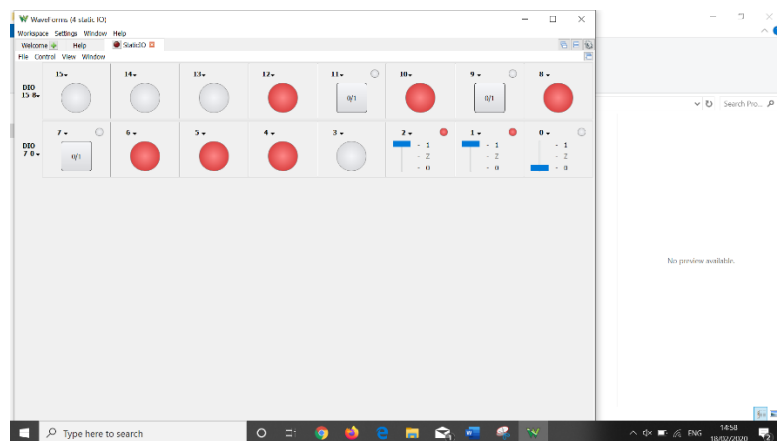 WaveForms (4 static IO)
Workspace Settings Window Help
Welcome Help StaticIO
File Control View Window
DIO 15 8
15 14 13 12 11 10 9 8
0/1 0/1
DIO 7 0
7 6 5 4 3 2 1 0
0/1
- 1 - 1 - 1
- Z - Z - Z
- 0 - 0 - 0
Search Pro...
No preview available.
Type here to search
ENG
14:58
18/02/2020